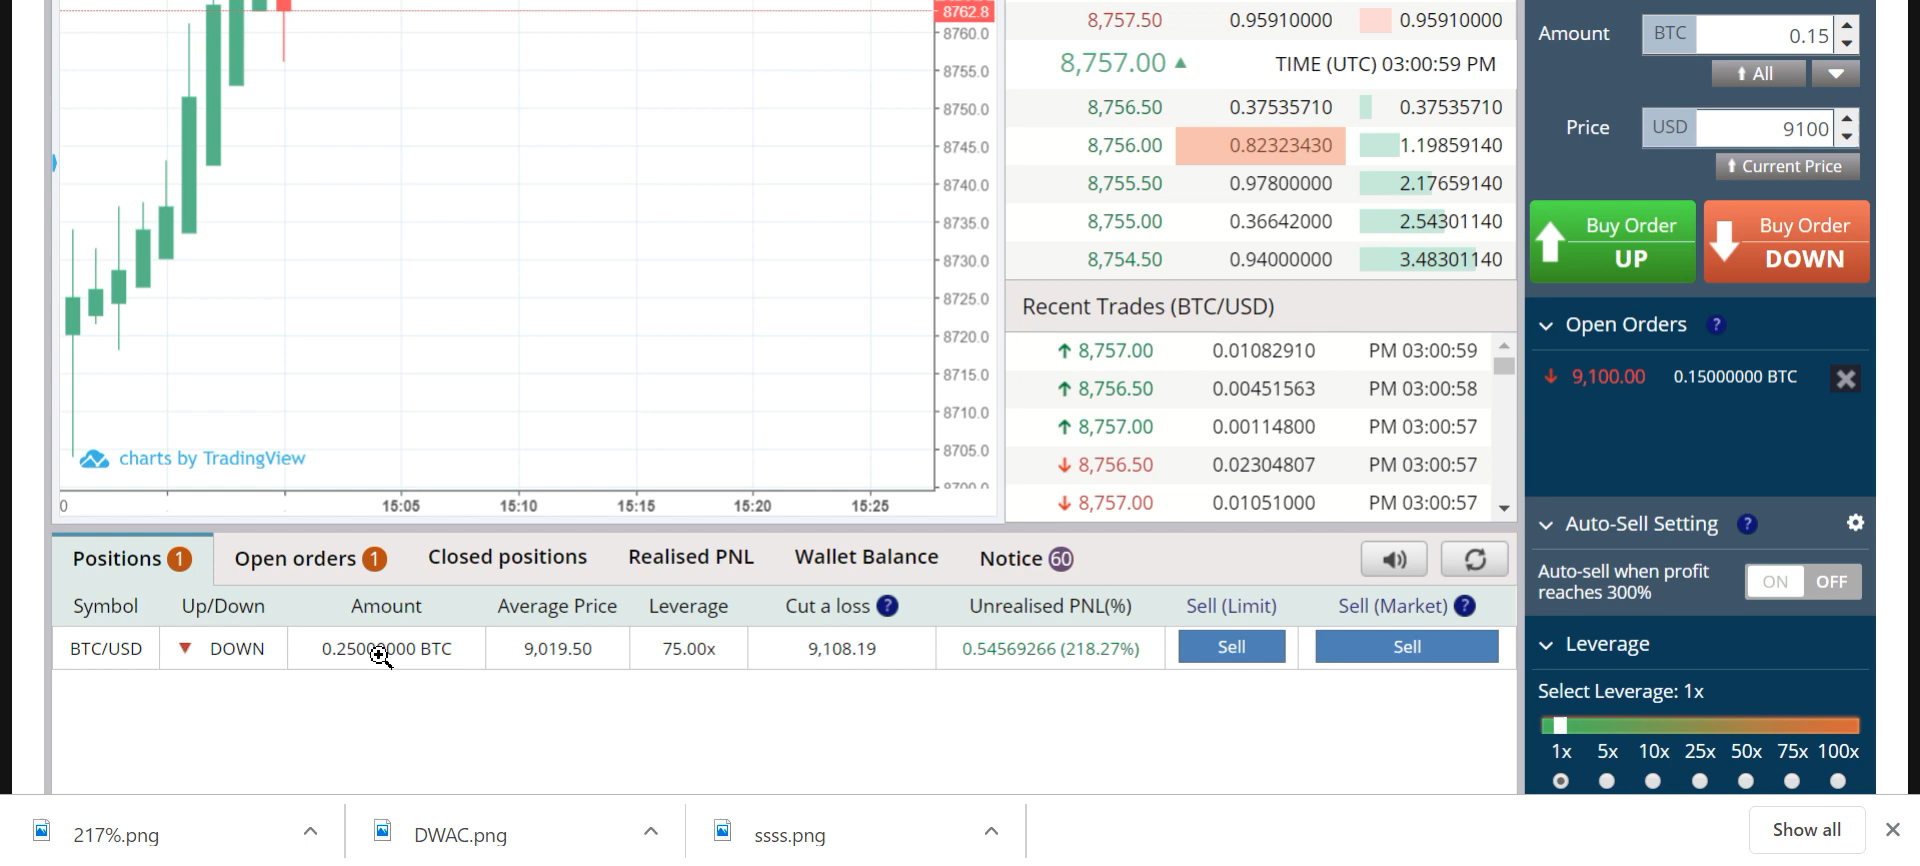 8762.8
8760.0
8755.0
8750.0
8745.0
8740.0
8735.0
8730.0
8725.0
8720.0
8715.0
8710.0
8705.0
8700.0
charts by TradingView
0 15:05 15:10 15:15 15:20 15:25
8,757.50 0.95910000 0.95910000
8,757.00 ▲ TIME (UTC) 03:00:59 PM
8,756.50 0.37535710 0.37535710
8,756.00 0.82323430 1.19859140
8,755.50 0.97800000 2.17659140
8,755.00 0.36642000 2.54301140
8,754.50 0.94000000 3.48301140
Recent Trades (BTC/USD)
↑ 8,757.00 0.01082910 PM 03:00:59
↑ 8,756.50 0.00451563 PM 03:00:58
↑ 8,757.00 0.00114800 PM 03:00:57
↓ 8,756.50 0.02304807 PM 03:00:57
↓ 8,757.00 0.01051000 PM 03:00:57
Amount BTC 0.15
All
Price USD 9100
Current Price
Buy Order UP
Buy Order DOWN
Open Orders ?
↓ 9,100.00 0.15000000 BTC
Auto-Sell Setting ?
Auto-sell when profit
reaches 300% ON OFF
Leverage
Select Leverage: 1x
1x 5x 10x 25x 50x 75x 100x
Positions 1 Open orders 1 Closed positions Realised PNL Wallet Balance Notice 60
Symbol Up/Down Amount Average Price Leverage Cut a loss ? Unrealised PNL(%) Sell (Limit) Sell (Market) ?
BTC/USD ▼ DOWN 0.25000000 BTC 9,019.50 75.00x 9,108.19 0.54569266 (218.27%) Sell Sell
217%.png DWAC.png ssss.png Show all